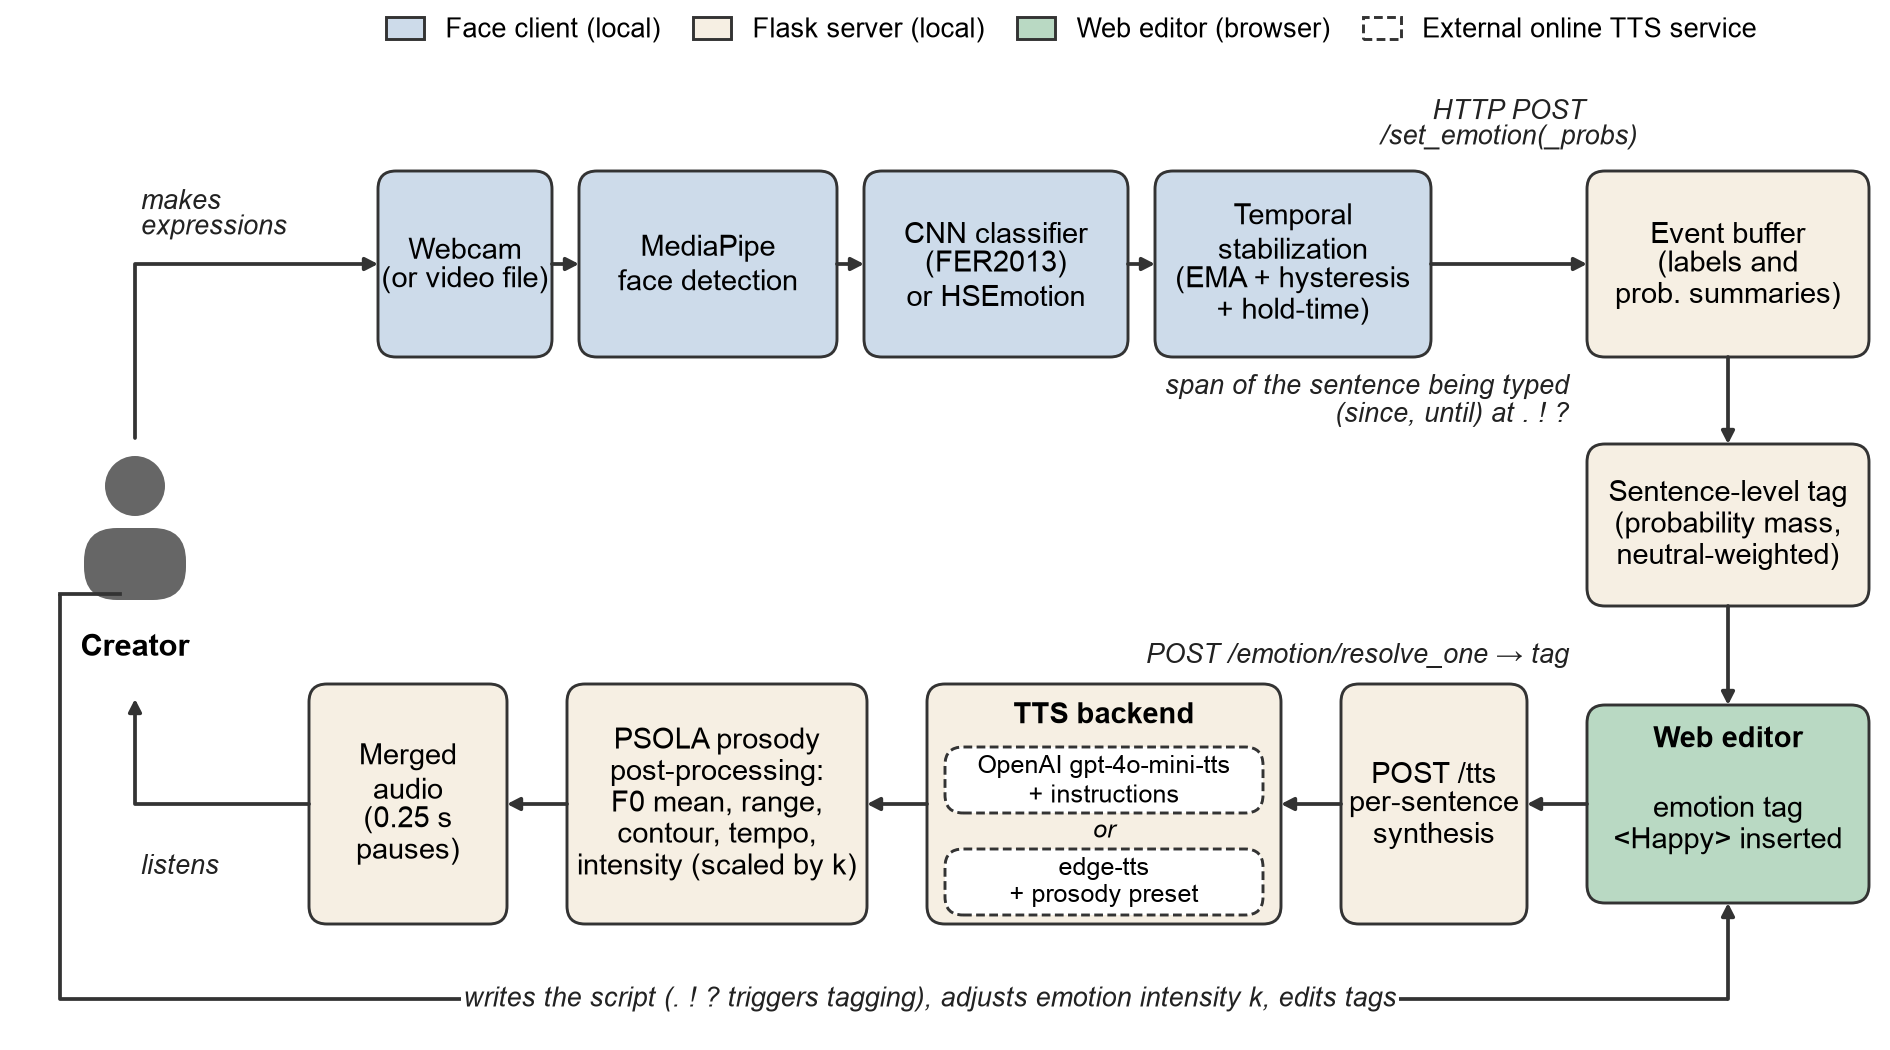 Face client (local)
Flask server (local)
Web editor (browser)
External online TTS service
HTTP POST
/set_emotion(_probs)
makes
expressions
Webcam
(or video file)
MediaPipe
face detection
CNN classifier
(FER2013)
or HSEmotion
Temporal
stabilization
(EMA + hysteresis
+ hold-time)
Event buffer
(labels and
prob. summaries)
span of the sentence being typed
(since, until) at . ! ?
Sentence-level tag
(probability mass,
neutral-weighted)
Creator
POST /emotion/resolve_one → tag
Merged
audio
(0.25 s
pauses)
PSOLA prosody
post-processing:
F0 mean, range,
contour, tempo,
intensity (scaled by k)
TTS backend
OpenAI gpt-4o-mini-tts
+ instructions
or
edge-tts
+ prosody preset
POST /tts
per-sentence
synthesis
Web editor
emotion tag
<Happy> inserted
listens
writes the script (. ! ? triggers tagging), adjusts emotion intensity k, edits tags